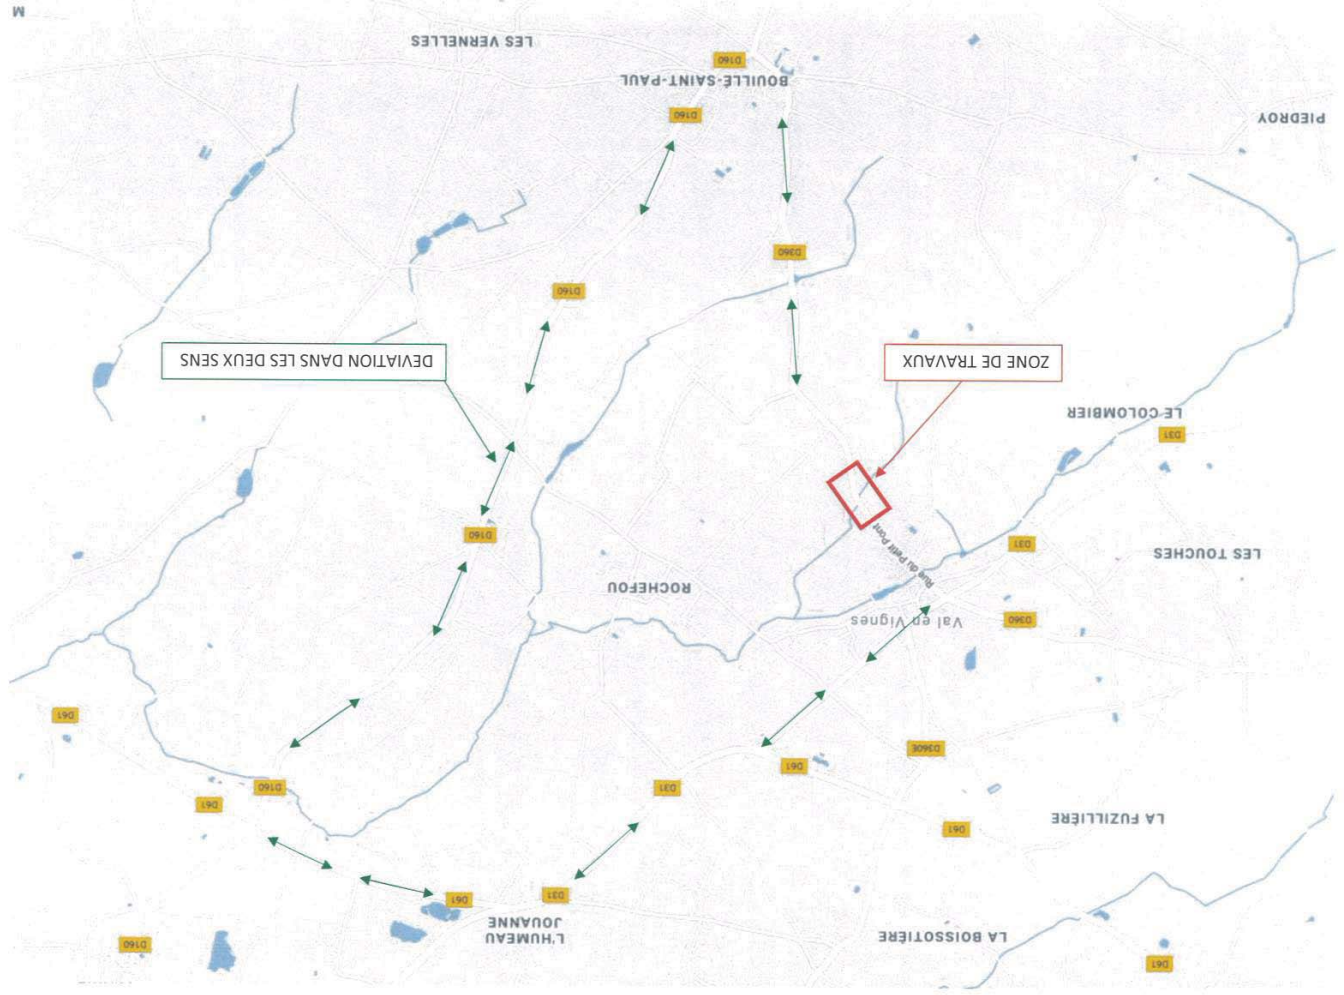 D61
D160
LA BOISSOTIÈRE
L'HUMEAU
JOUANNE
D61
D31
D61
LA FUZILLIÈRE
D61
D31
D160
D61
D360E
D61
Val en Vignes
D360
ROCHEFOU
Rue du Petit Pont
LES TOUCHES
D31
D160
D31
LE COLOMBIER
ZONE DE TRAVAUX
DEVIATION DANS LES DEUX SENS
D160
D360
PIEDROY
D160
BOUILLÉ-SAINT-PAUL
D160
LES VERNELLES
M